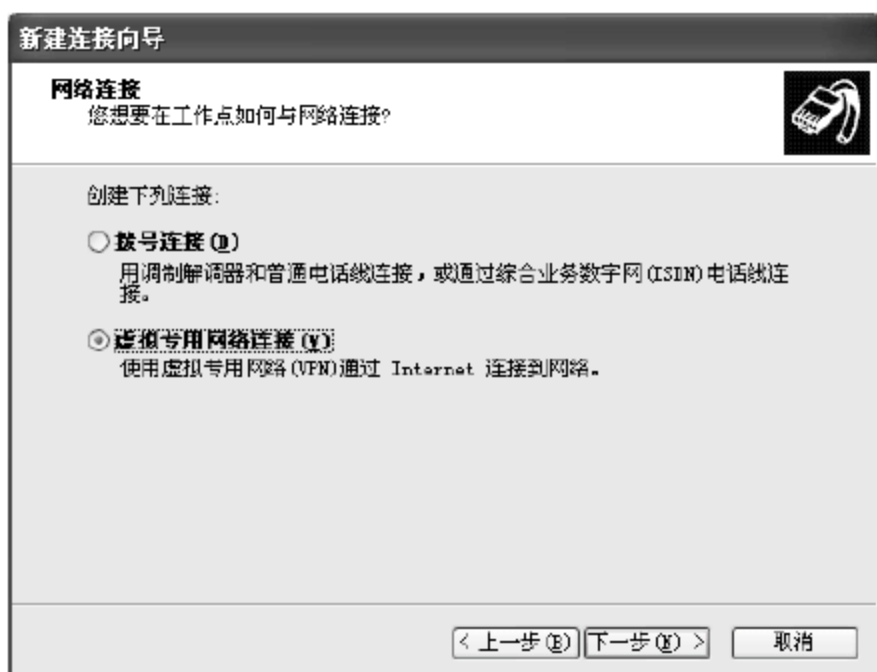 新建连接向导
网络连接
您想要在工作点如何与网络连接?
创建下列连接:
拨号连接(D)
用调制解调器和普通电话线连接，或通过综合业务数字网(ISDN)电话线连
接。
虚拟专用网络连接(V)
使用虚拟专用网络(VPN)通过 Internet 连接到网络。
< 上一步(B) 下一步(N) > 取消